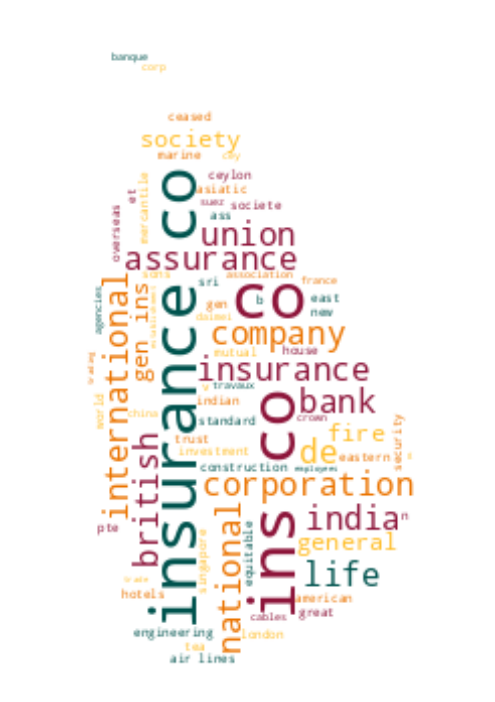 banque
corp
ceased
society
marine
cey
ceylon
asiatic
et
mercantile
suez
societe
ass
overseas
union
assurance
insurance co
sons
association
france
sri
co
agencies
international
gen ins
gen
b
east
new
daimei
company
mutual
house
trading
insurance
world
v
travaux
indian
bank
china
standard
crown
ins co
british
trust
fire
security
de
investment
eastern
construction
employees
corporation
pte
india
n
singapore
national
equitable
general
trade
life
hotels
american
great
cables
engineering
london
tea
air lines